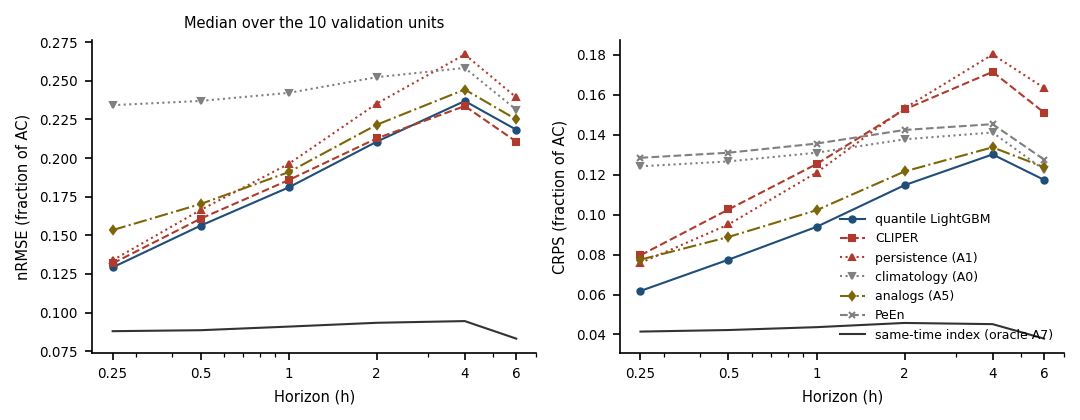 Median over the 10 validation units
nRMSE (fraction of AC)
0.275
0.250
0.225
0.200
0.175
0.150
0.125
0.100
0.075
0.25 0.5 1 2 4 6
Horizon (h)
CRPS (fraction of AC)
0.18
0.16
0.14
0.12
0.10
0.08
0.06
0.04
quantile LightGBM
CLIPER
persistence (A1)
climatology (A0)
analogs (A5)
PeEn
same-time index (oracle A7)
0.25 0.5 1 2 4 6
Horizon (h)